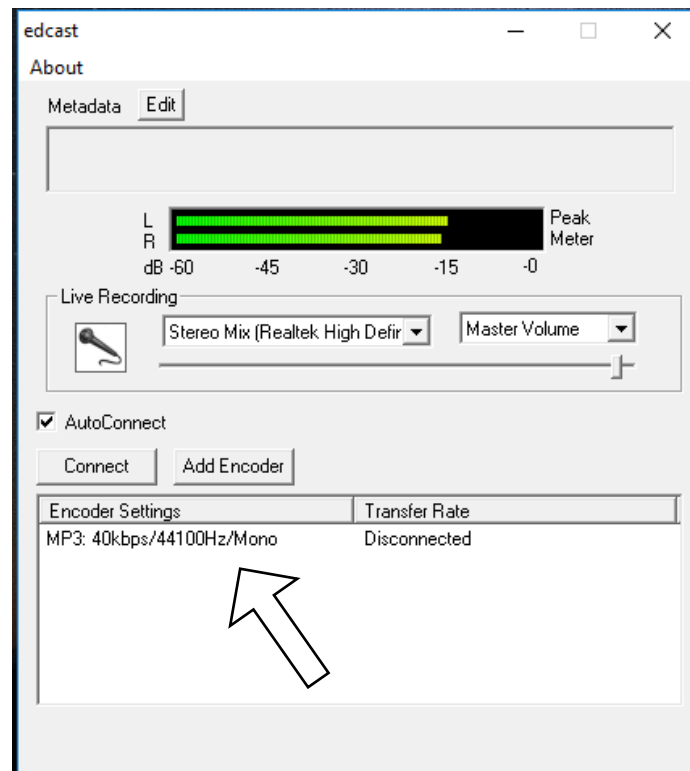 edcast
About
Metadata Edit
L Peak
R Meter
dB -60 -45 -30 -15 -0
Live Recording
Stereo Mix (Realtek High Defir Master Volume
AutoConnect
Connect Add Encoder
Encoder Settings Transfer Rate
MP3: 40kbps/44100Hz/Mono Disconnected